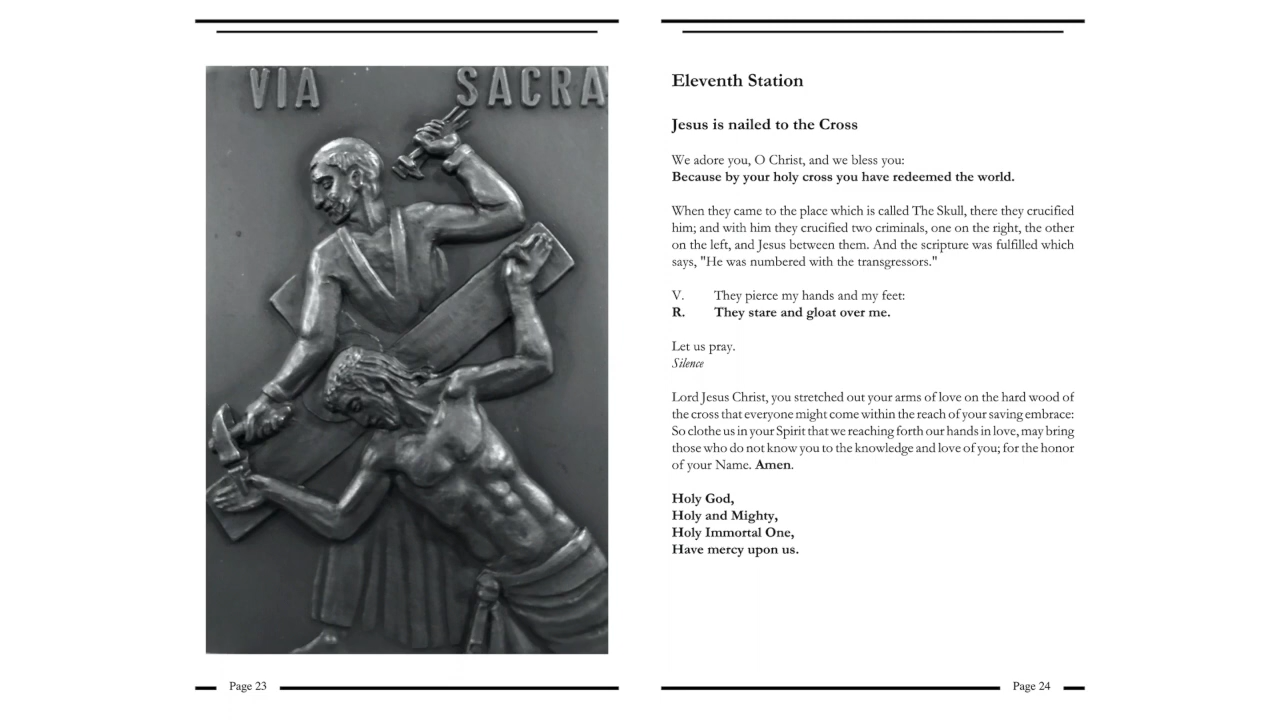 VIA SACRA
Page 23
Eleventh Station
Jesus is nailed to the Cross
We adore you, O Christ, and we bless you:
Because by your holy cross you have redeemed the world.
When they came to the place which is called The Skull, there they crucified
him; and with him they crucified two criminals, one on the right, the other
on the left, and Jesus between them. And the scripture was fulfilled which
says, "He was numbered with the transgressors."
V. They pierce my hands and my feet:
R. They stare and gloat over me.
Let us pray.
Silence
Lord Jesus Christ, you stretched out your arms of love on the hard wood of
the cross that everyone might come within the reach of your saving embrace:
So clothe us in your Spirit that we reaching forth our hands in love, may bring
those who do not know you to the knowledge and love of you; for the honor
of your Name. Amen.
Holy God,
Holy and Mighty,
Holy Immortal One,
Have mercy upon us.
Page 24